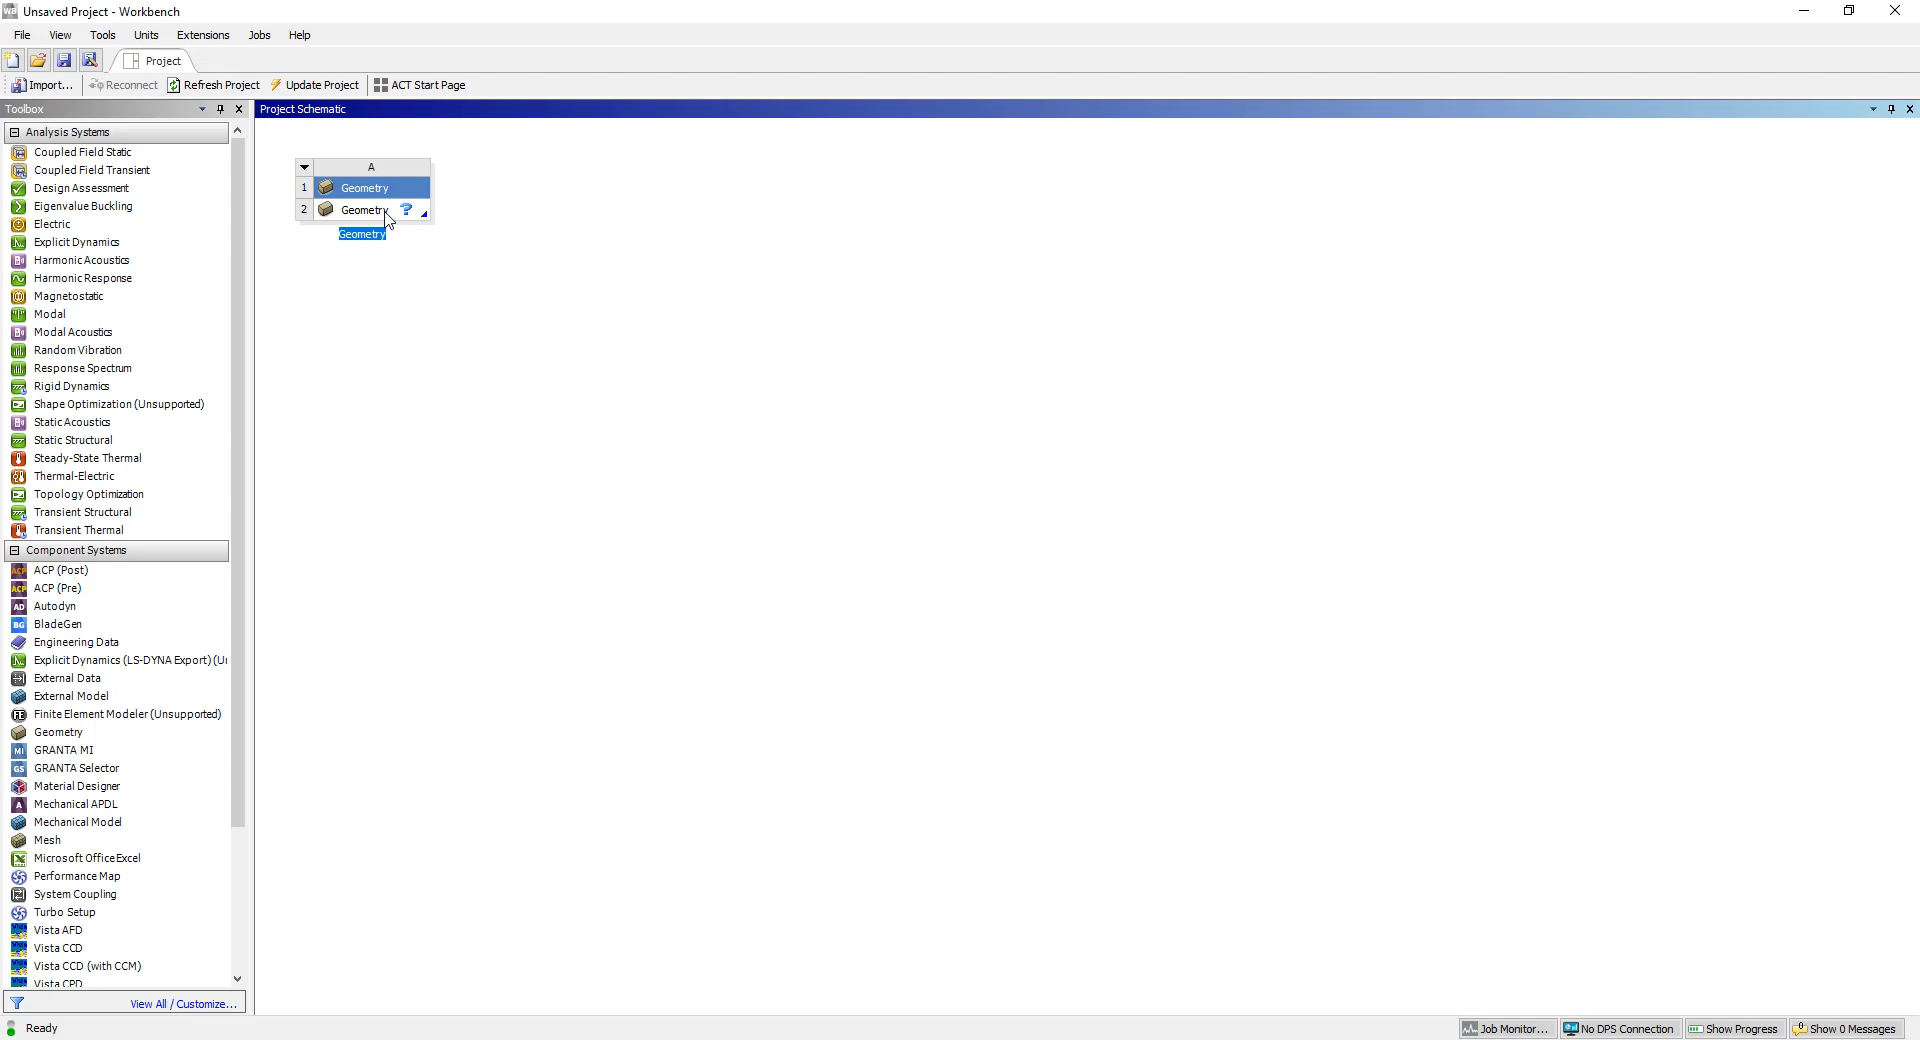 Unsaved Project - Workbench
File View Tools Units Extensions Jobs Help
Project
Import... Reconnect Refresh Project Update Project ACT Start Page
Toolbox
Project Schematic
Analysis Systems
Coupled Field Static
Coupled Field Transient
Design Assessment
Eigenvalue Buckling
Electric
Explicit Dynamics
Harmonic Acoustics
Harmonic Response
Magnetostatic
Modal
Modal Acoustics
Random Vibration
Response Spectrum
Rigid Dynamics
Shape Optimization (Unsupported)
Static Acoustics
Static Structural
Steady-State Thermal
Thermal-Electric
Topology Optimization
Transient Structural
Transient Thermal
Component Systems
ACP (Post)
ACP (Pre)
Autodyn
BladeGen
Engineering Data
Explicit Dynamics (LS-DYNA Export) (Un
External Data
External Model
Finite Element Modeler (Unsupported)
Geometry
GRANTA MI
GRANTA Selector
Material Designer
Mechanical APDL
Mechanical Model
Mesh
Microsoft Office Excel
Performance Map
System Coupling
Turbo Setup
Vista AFD
Vista CCD
Vista CCD (with CCM)
Vista CPD
View All / Customize...
A
1 Geometry
2 Geometry ?
Geometry
Ready
Job Monitor... No DPS Connection Show Progress Show 0 Messages